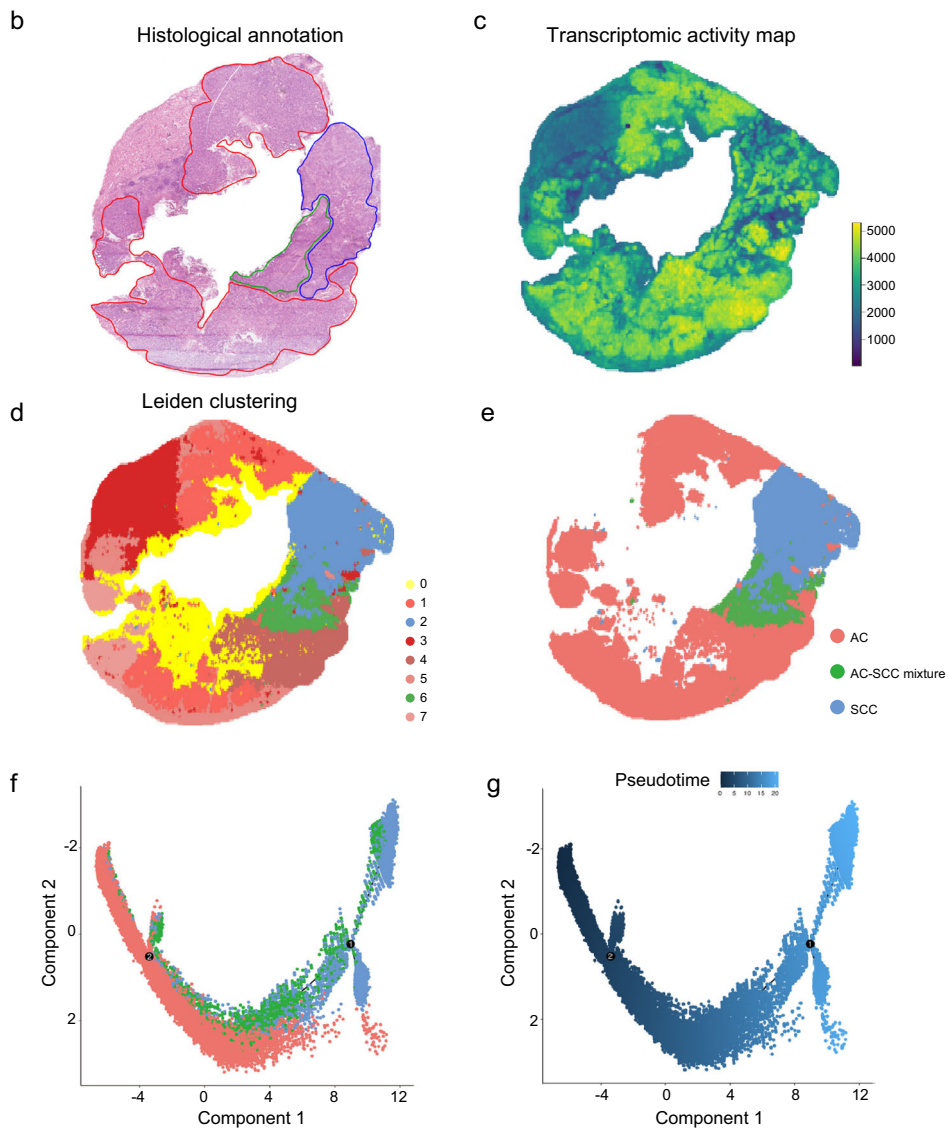 b
Histological annotation
c
Transcriptomic activity map
5000
4000
3000
2000
1000
d
Leiden clustering
0
1
2
3
4
5
6
7
e
AC
AC-SCC mixture
SCC
f
-2
0
2
Component 2
-4
0
4
8
12
Component 1
2
1
g
Pseudotime
0 5 10 15 20
-2
0
2
Component 2
-4
0
4
8
12
Component 1
2
1